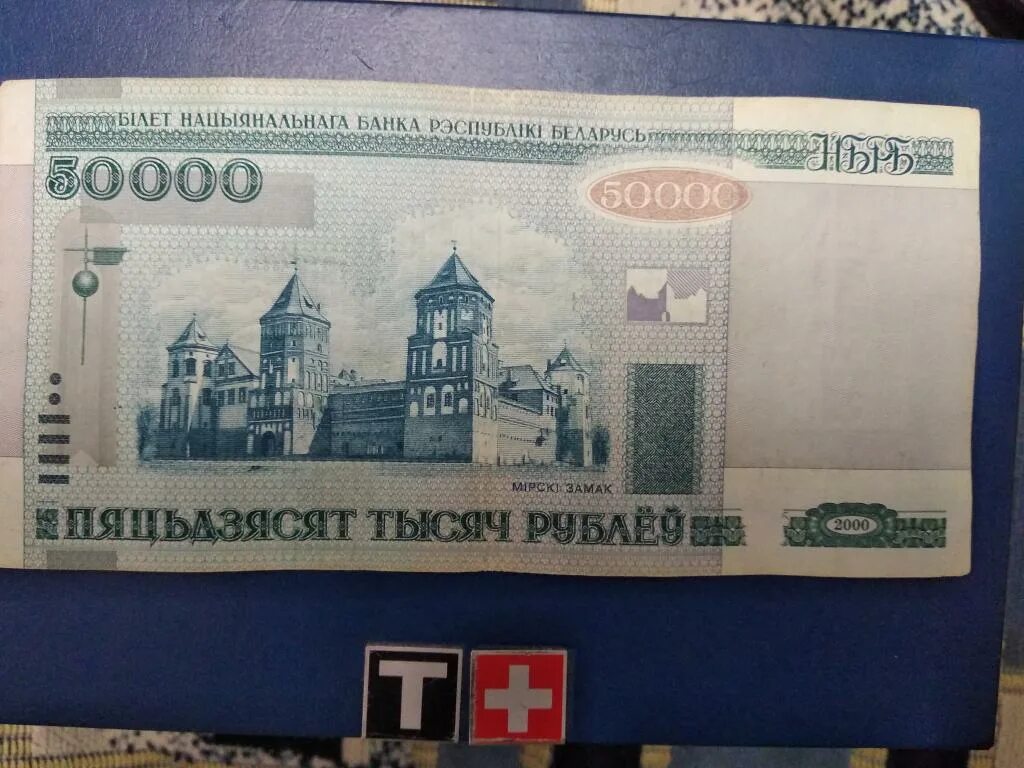 БІЛЕТ НАЦЫЯНАЛЬНАГА БАНКА РЭСПУБЛІКІ БЕЛАРУСЬ
НБРБ
50000
50000
МІРСКІ ЗАМАК
ПЯЦЬДЗЯСЯТ ТЫСЯЧ РУБЛЁЎ
2000
T